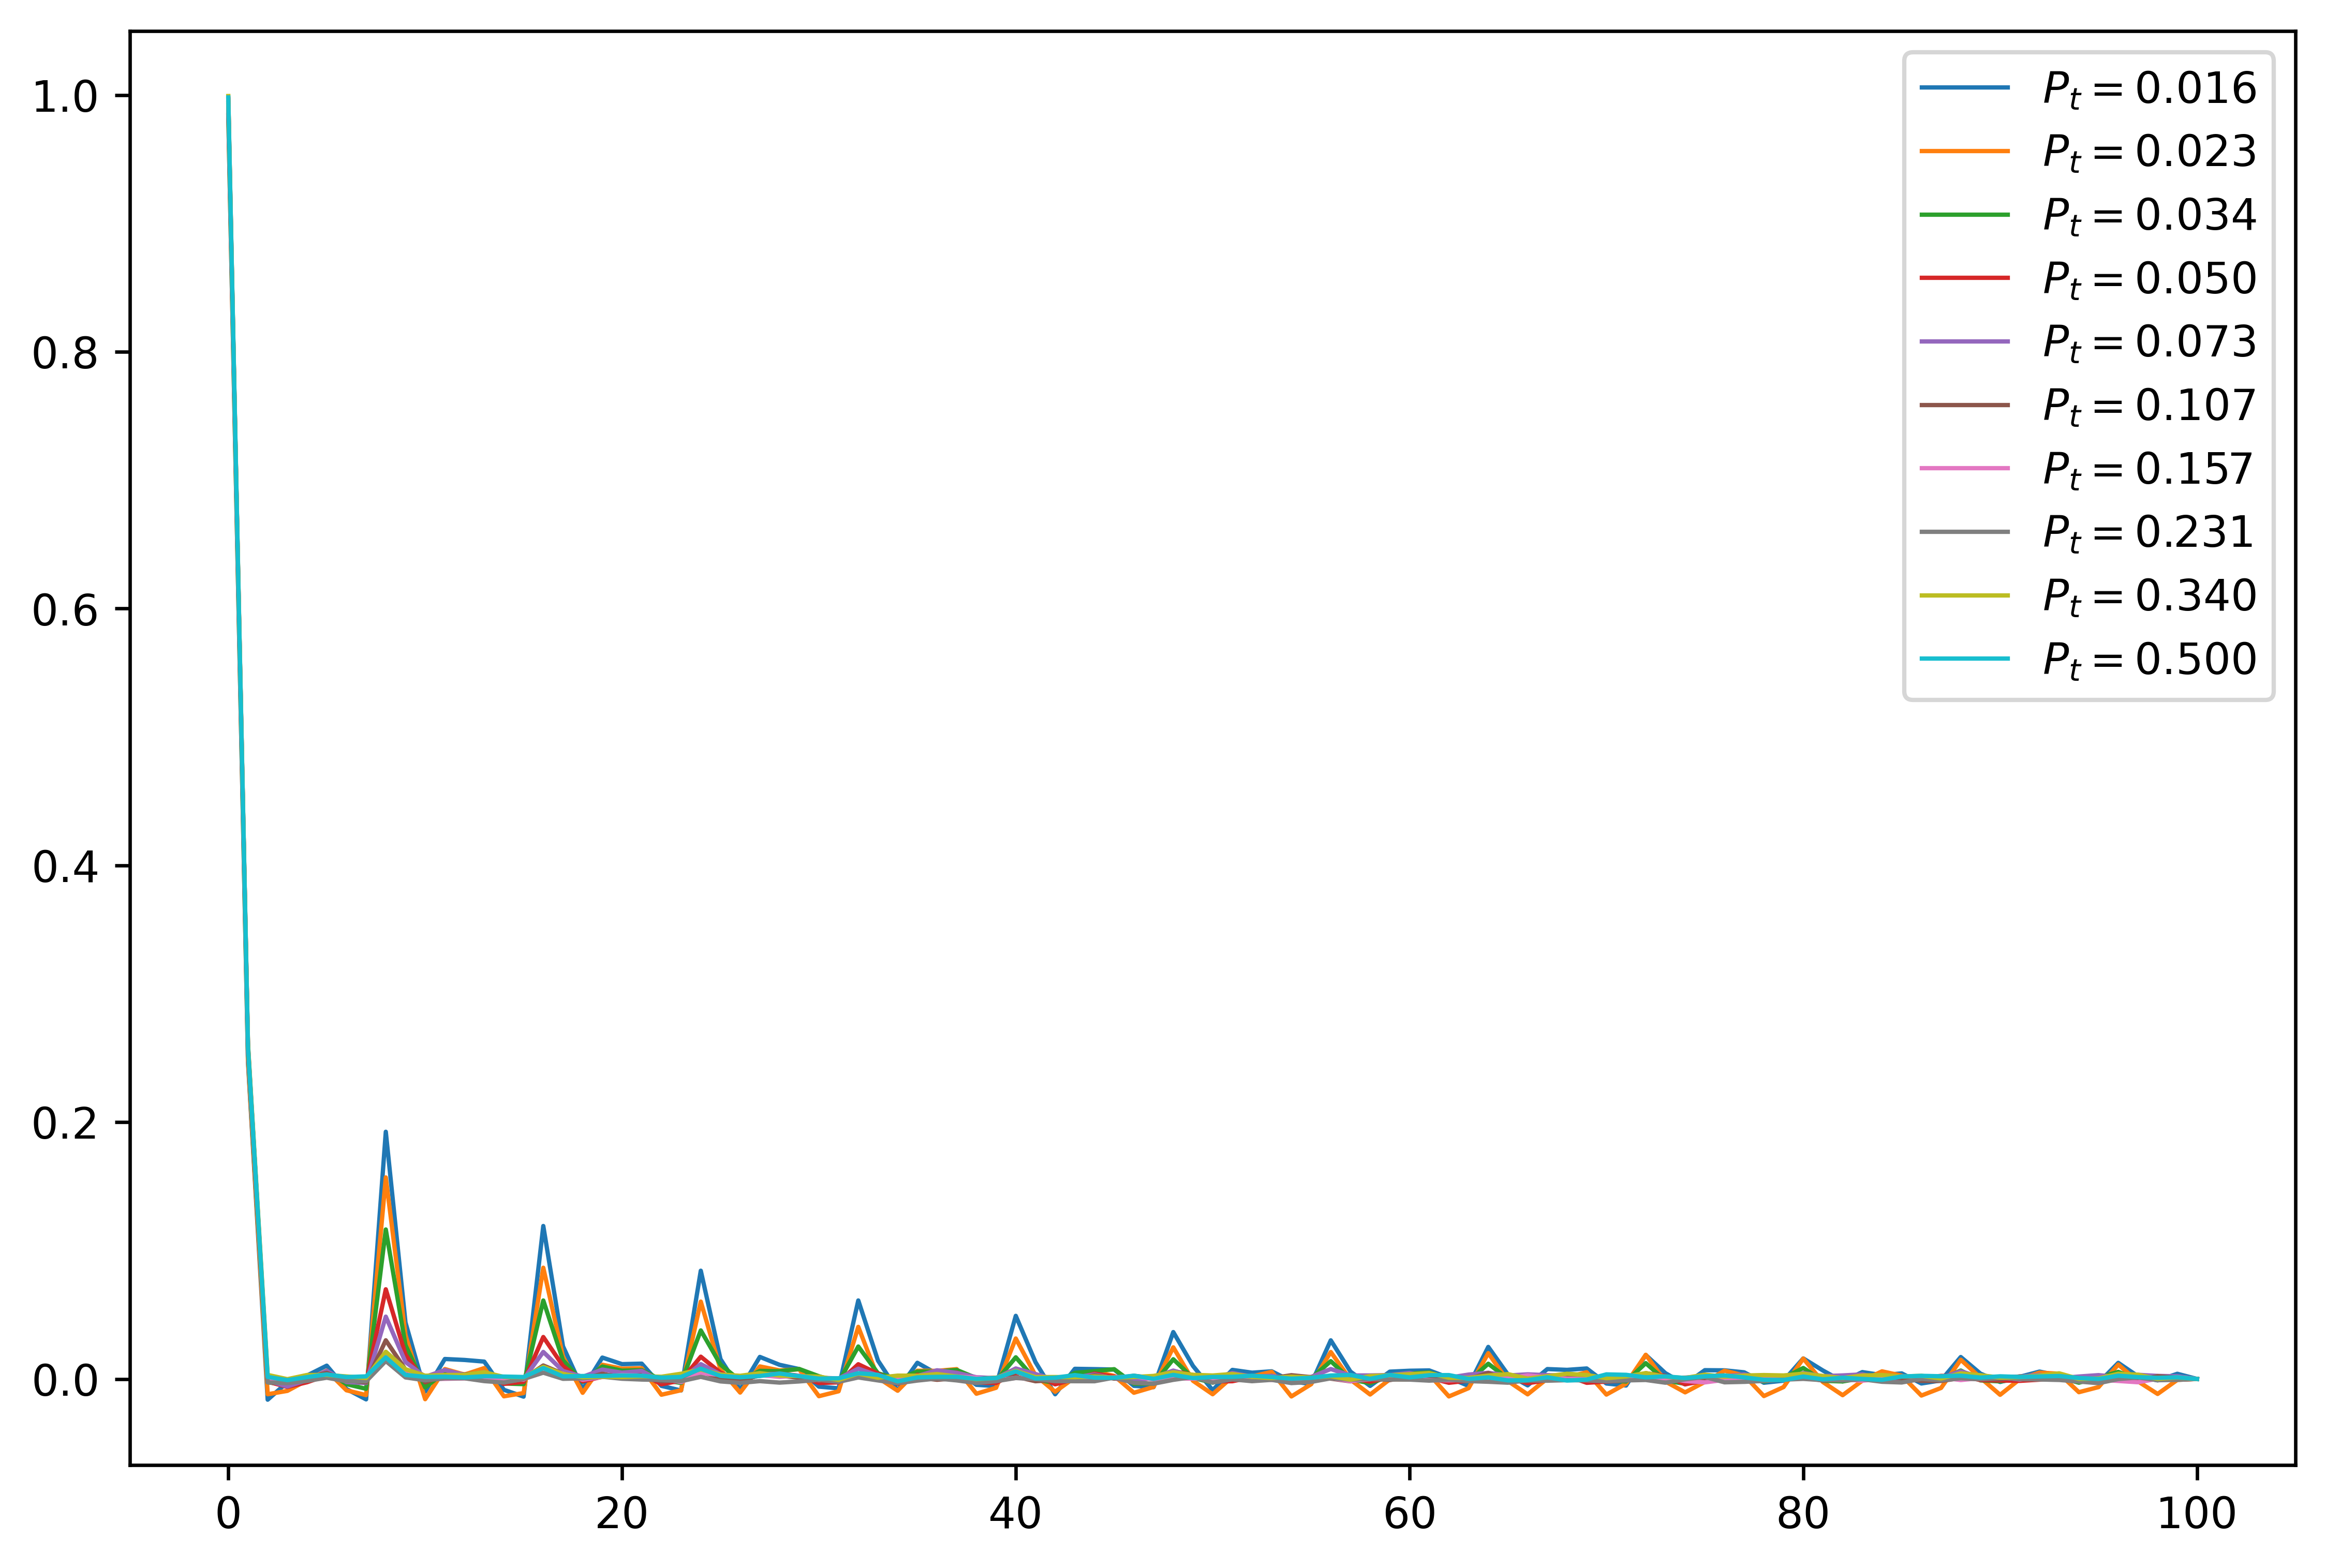 1.0
0.8
0.6
0.4
0.2
0.0
0 20 40 60 80 100
P_t = 0.016
P_t = 0.023
P_t = 0.034
P_t = 0.050
P_t = 0.073
P_t = 0.107
P_t = 0.157
P_t = 0.231
P_t = 0.340
P_t = 0.500